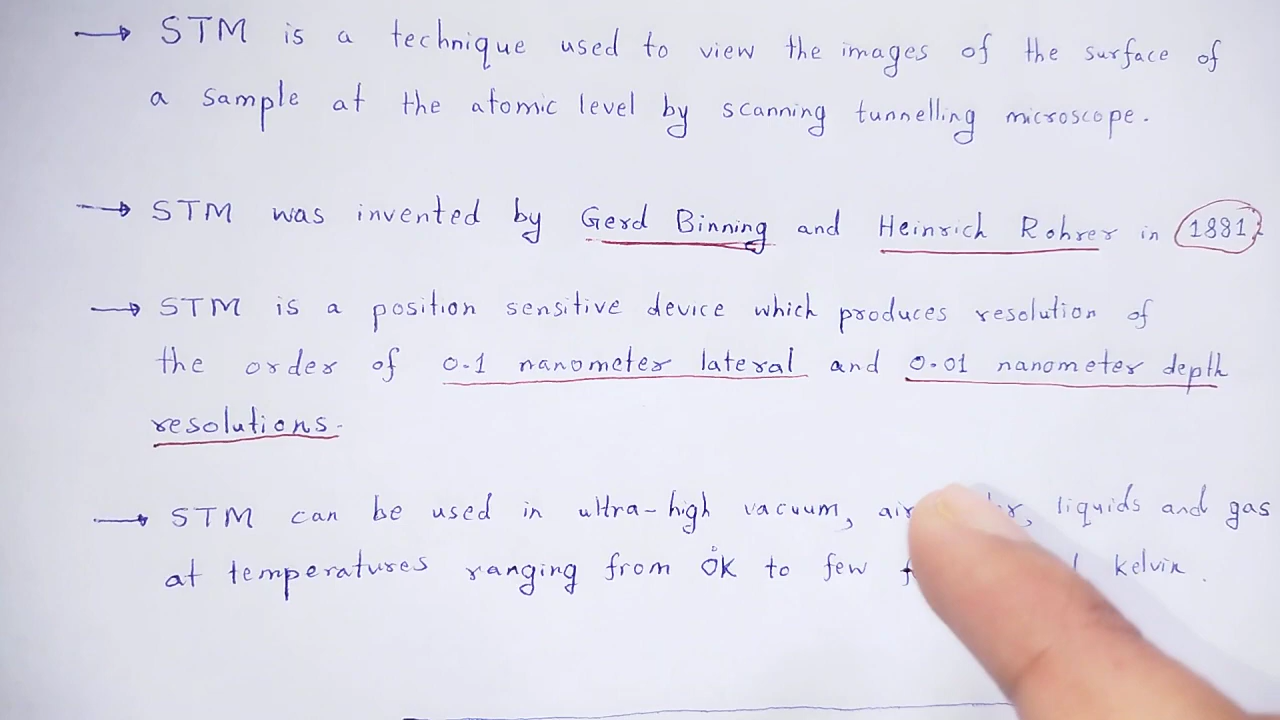 → STM is a technique used to view the images of the surface of
a sample at the atomic level by scanning tunnelling microscope.
→ STM was invented by Gerd Binning and Heinrich Rohrer in 1981
→ STM is a position sensitive device which produces resolution of
the order of 0.1 nanometer lateral and 0.01 nanometer depth
resolutions.
→ STM can be used in ultra-high vacuum, air, liquids and gas
at temperatures ranging from 0°K to few kelvin.